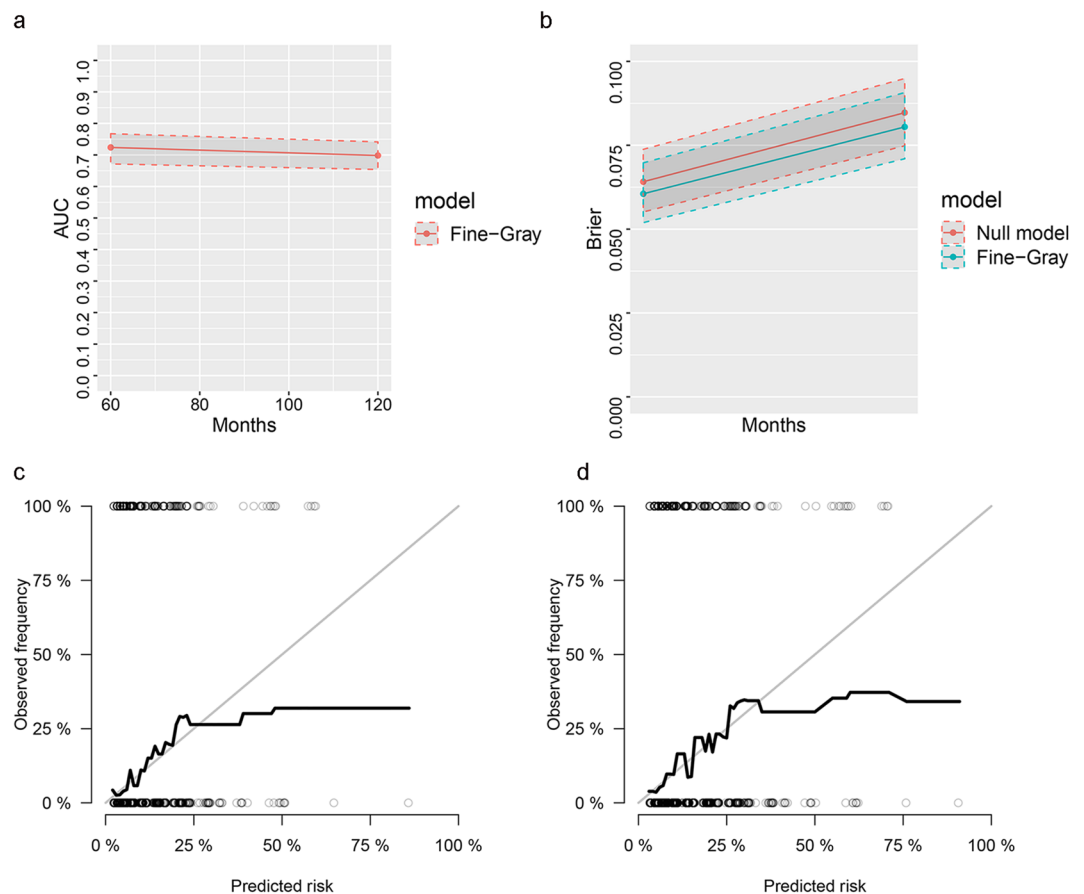 a
1.0
0.9
0.8
0.7
0.6
0.5
0.4
0.3
0.2
0.1
0.0
AUC
60 80 100 120
Months
model
Fine−Gray
b
0.100
0.075
0.050
0.025
0.000
Brier
Months
model
Null model
Fine−Gray
c
100 %
75 %
50 %
25 %
0 %
Observed frequency
0 % 25 % 50 % 75 % 100 %
Predicted risk
d
100 %
75 %
50 %
25 %
0 %
Observed frequency
0 % 25 % 50 % 75 % 100 %
Predicted risk